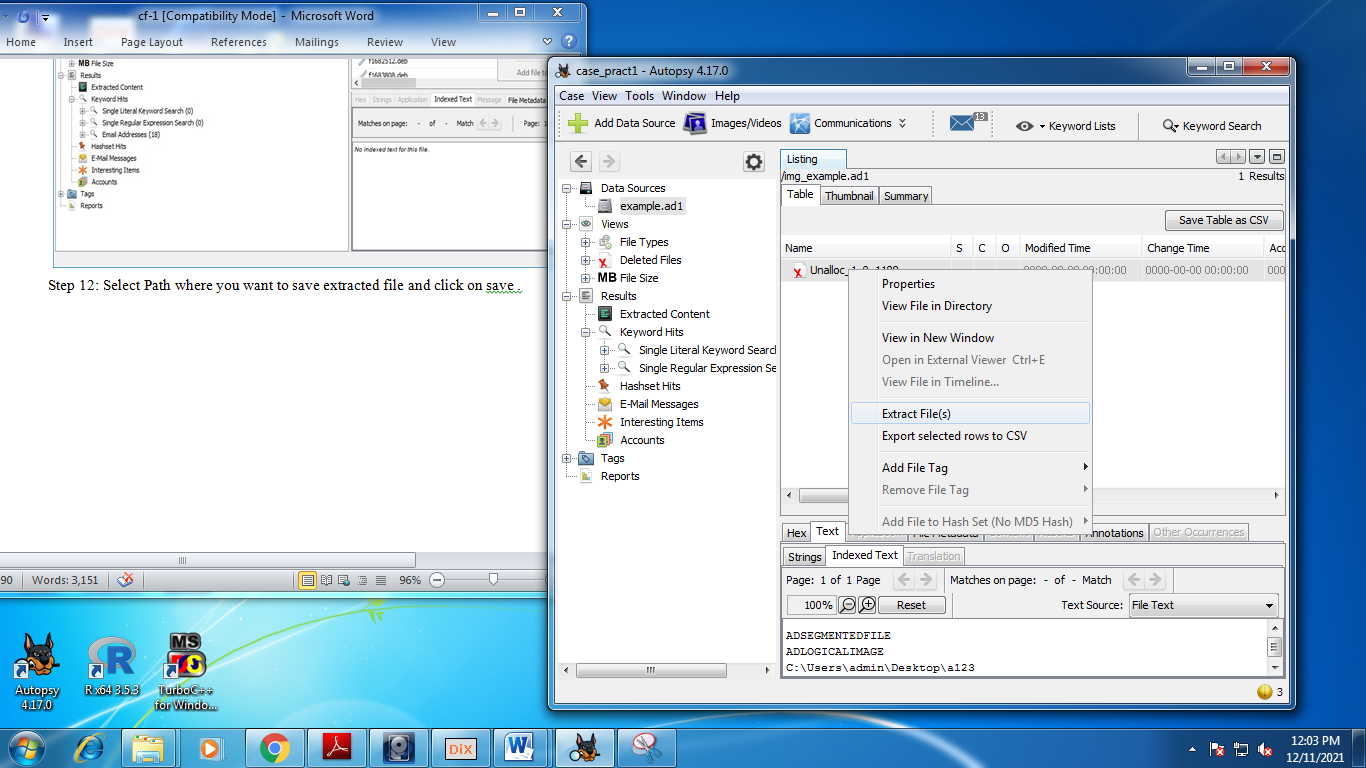 cf-1 [Compatibility Mode] - Microsoft Word
Home Insert Page Layout References Mailings Review View
MB File Size
Results
Extracted Content
Keyword Hits
Single Literal Keyword Search (0)
Single Regular Expression Search (0)
Email Addresses (18)
Hashset Hits
E-Mail Messages
Interesting Items
Accounts
Tags
Reports
f1682512.deb
f1683808.deb
Add file to
Hex Strings Application Indexed Text Message File Metadata
Matches on page: - of - Match Page: 1
No indexed text for this file.
Step 12: Select Path where you want to save extracted file and click on save .
90 Words: 3,151 96%
case_pract1 - Autopsy 4.17.0
Case View Tools Window Help
Add Data Source Images/Videos Communications 13 Keyword Lists Keyword Search
Data Sources
example.ad1
Views
File Types
Deleted Files
MB File Size
Results
Extracted Content
Keyword Hits
Single Literal Keyword Search
Single Regular Expression Se
Hashset Hits
E-Mail Messages
Interesting Items
Accounts
Tags
Reports
Listing
/img_example.ad1 1 Results
Table Thumbnail Summary
Save Table as CSV
Name S C O Modified Time Change Time Acc
0000-00-00 00:00:00 0000-00-00 00:00:00 000
Properties
View File in Directory
View in New Window
Open in External Viewer Ctrl+E
View File in Timeline...
Extract File(s)
Export selected rows to CSV
Add File Tag
Remove File Tag
Add File to Hash Set (No MD5 Hash)
Hex Text Annotations Other Occurrences
Strings Indexed Text Translation
Page: 1 of 1 Page Matches on page: - of - Match
100% Reset Text Source: File Text
ADSEGMENTEDFILE
ADLOGICALIMAGE
C:\Users\admin\Desktop\a123
3
Autopsy 4.17.0
R x64 3.5.3
MS
TurboC++ for Windo...
DiX
12:03 PM
12/11/2021